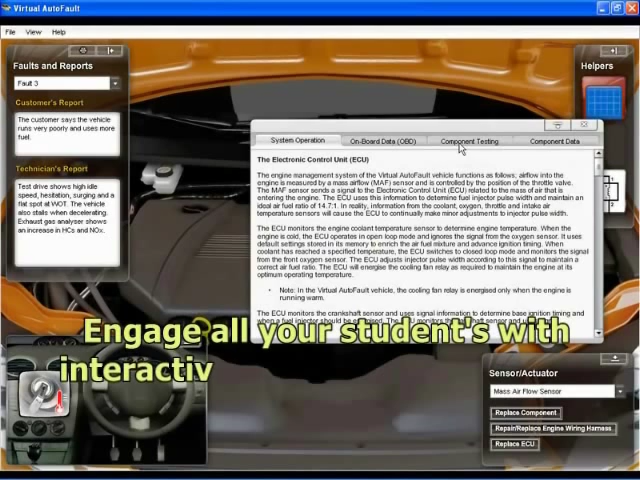 Virtual AutoFault
File View Help
Faults and Reports
Fault 3
Customer's Report
The customer says the vehicle
runs very poorly and uses more
fuel.
Technician's Report
Test drive shows high idle
speed, hesitation, surging and a
flat spot at WOT. The vehicle
also stalls when decelerating.
Exhaust gas analyser shows
an increase in HCs and NOx.
System Operation
On-Board Data (OBD)
Component Testing
Component Data
The Electronic Control Unit (ECU)
The engine management system of the Virtual AutoFault vehicle functions as follows; airflow into the
engine is measured by a mass airflow (MAF) sensor and is controlled by the position of the throttle valve.
The MAF sensor sends a signal to the Electronic Control Unit (ECU) related to the mass of air that is
entering the engine. The ECU uses this information to determine fuel injector pulse width and maintain an
ideal air fuel ratio of 14.7:1. In reality, information from the coolant, oxygen, throttle and intake air
temperature sensors will cause the ECU to continually make minor adjustments to injector pulse width.
The ECU monitors the engine coolant temperature sensor to determine engine temperature. When the
engine is cold, the ECU operates in open loop mode and ignores the signal from the oxygen sensor. It uses
default settings stored in its memory to enrich the air fuel mixture and advance ignition timing. When
coolant has reached a specified temperature, the ECU switches to closed loop mode and monitors the signal
from the front oxygen sensor. The ECU adjusts injector pulse width according to this signal to maintain a
correct air fuel ratio. The ECU will energise the cooling fan relay as required to maintain the engine at its
optimum operating temperature.
• Note: In the Virtual AutoFault vehicle, the cooling fan relay is energised only when the engine is
running warm.
The ECU monitors the crankshaft sensor and uses signal information to determine base ignition timing and
when a fuel injector should be energised. The ECU monitors the
Helpers
Engage all your student's with
interactiv
Sensor/Actuator
Mass Air Flow Sensor
Replace Component
Repair/Replace Engine Wiring Harness
Replace ECU